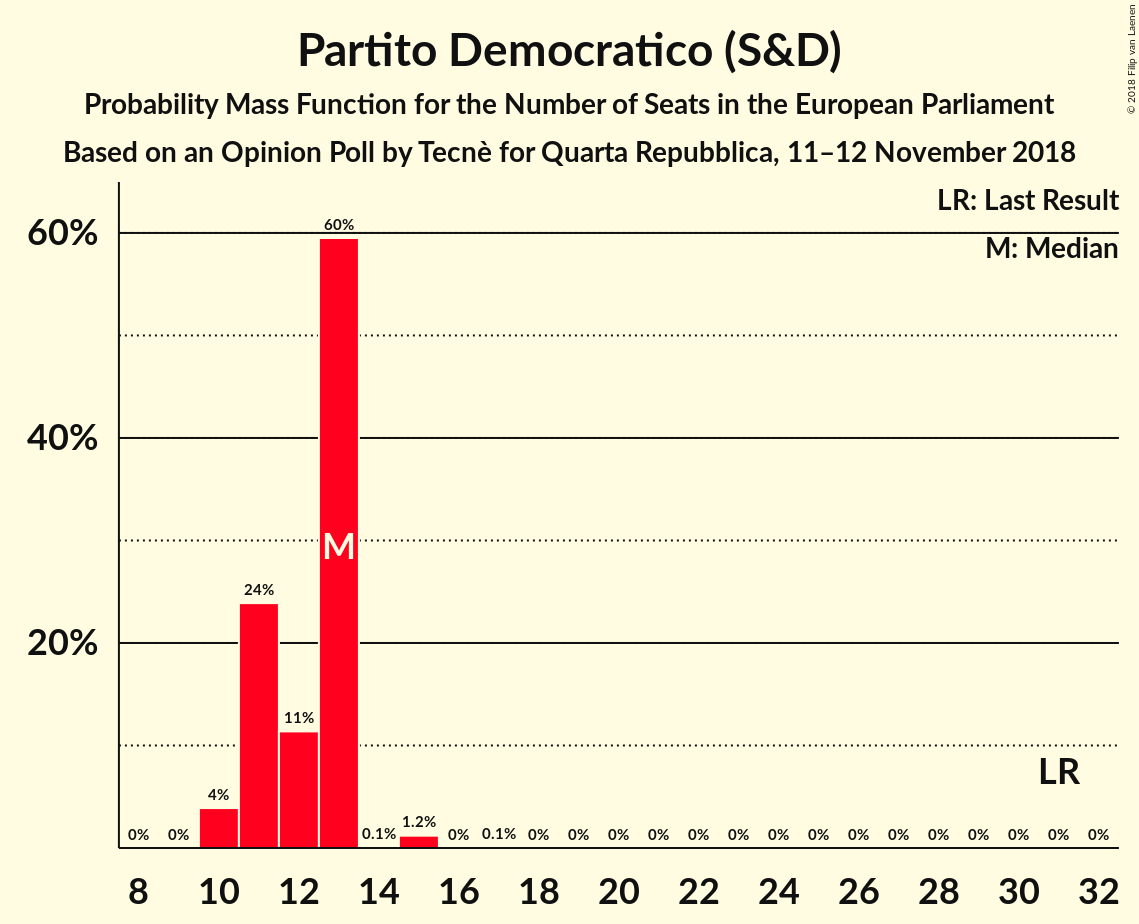 Partito Democratico (S&D)
Probability Mass Function for the Number of Seats in the European Parliament
Based on an Opinion Poll by Tecnè for Quarta Repubblica, 11–12 November 2018
© 2018 Filip van Laenen
LR: Last Result
M: Median
60%
40%
20%
0% 0% 4% 24% 11% 60% 0.1% 1.2% 0% 0.1% 0% 0% 0% 0% 0% 0% 0% 0% 0% 0% 0% 0% 0% 0% 0%
M
LR
8 10 12 14 16 18 20 22 24 26 28 30 32